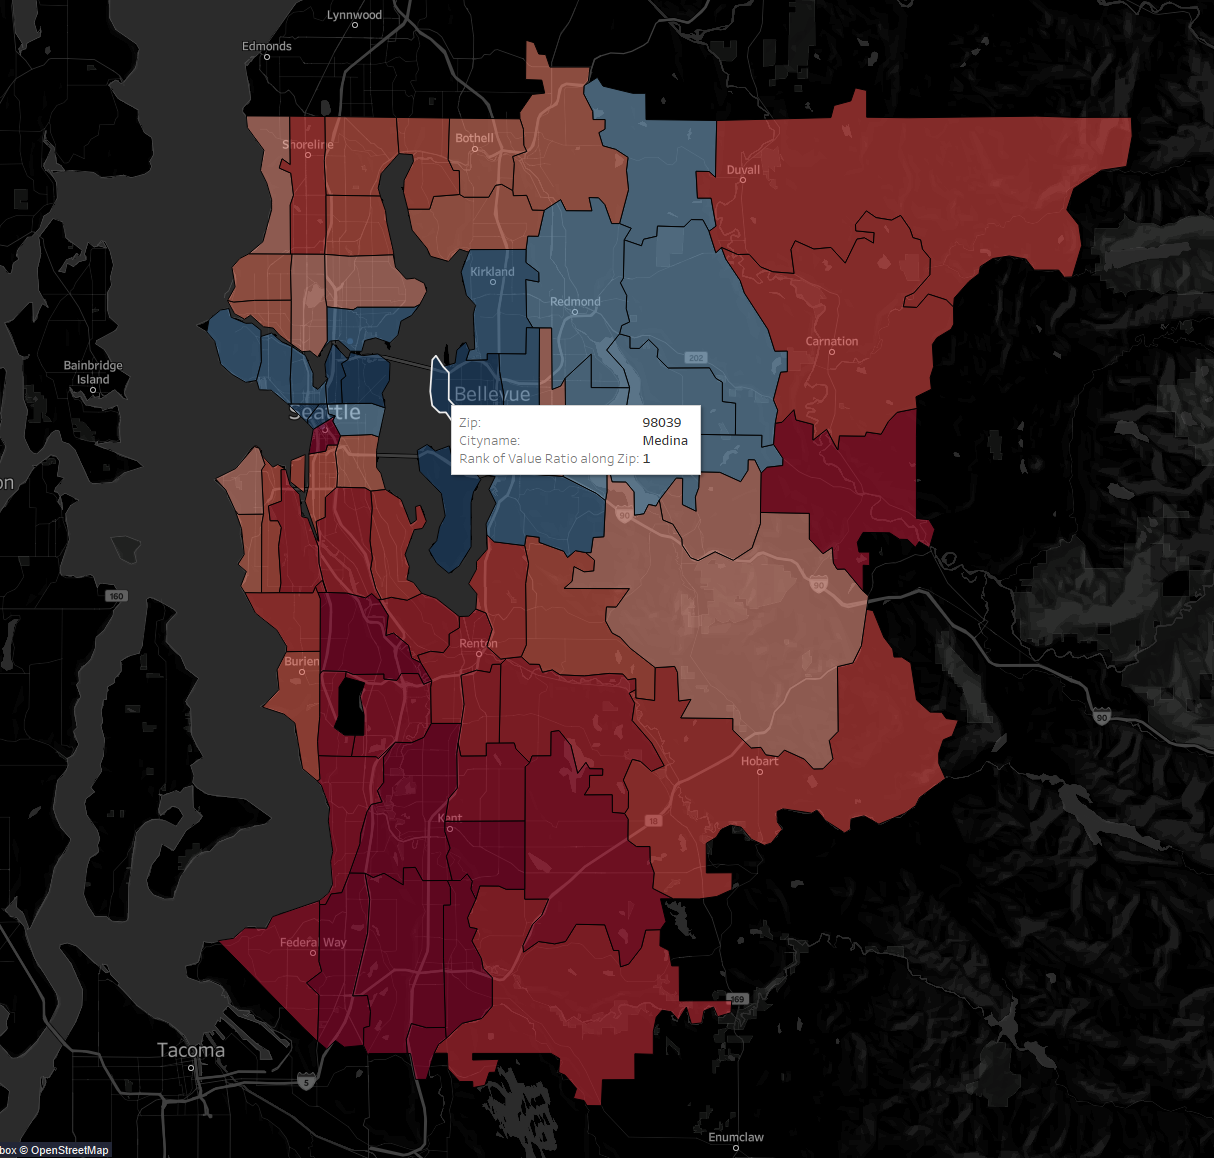 Lynnwood
Edmonds
Shoreline
Bothell
Duvall
Kirkland
Redmond
Carnation
202
Bainbridge
Island
Bellevue
Seattle
Zip: 98039
Cityname: Medina
Rank of Value Ratio along Zip: 1
on
90
90
160
Renton
Burien
90
Hobart
Kent
18
Federal Way
169
Tacoma
5
Enumclaw
box © OpenStreetMap